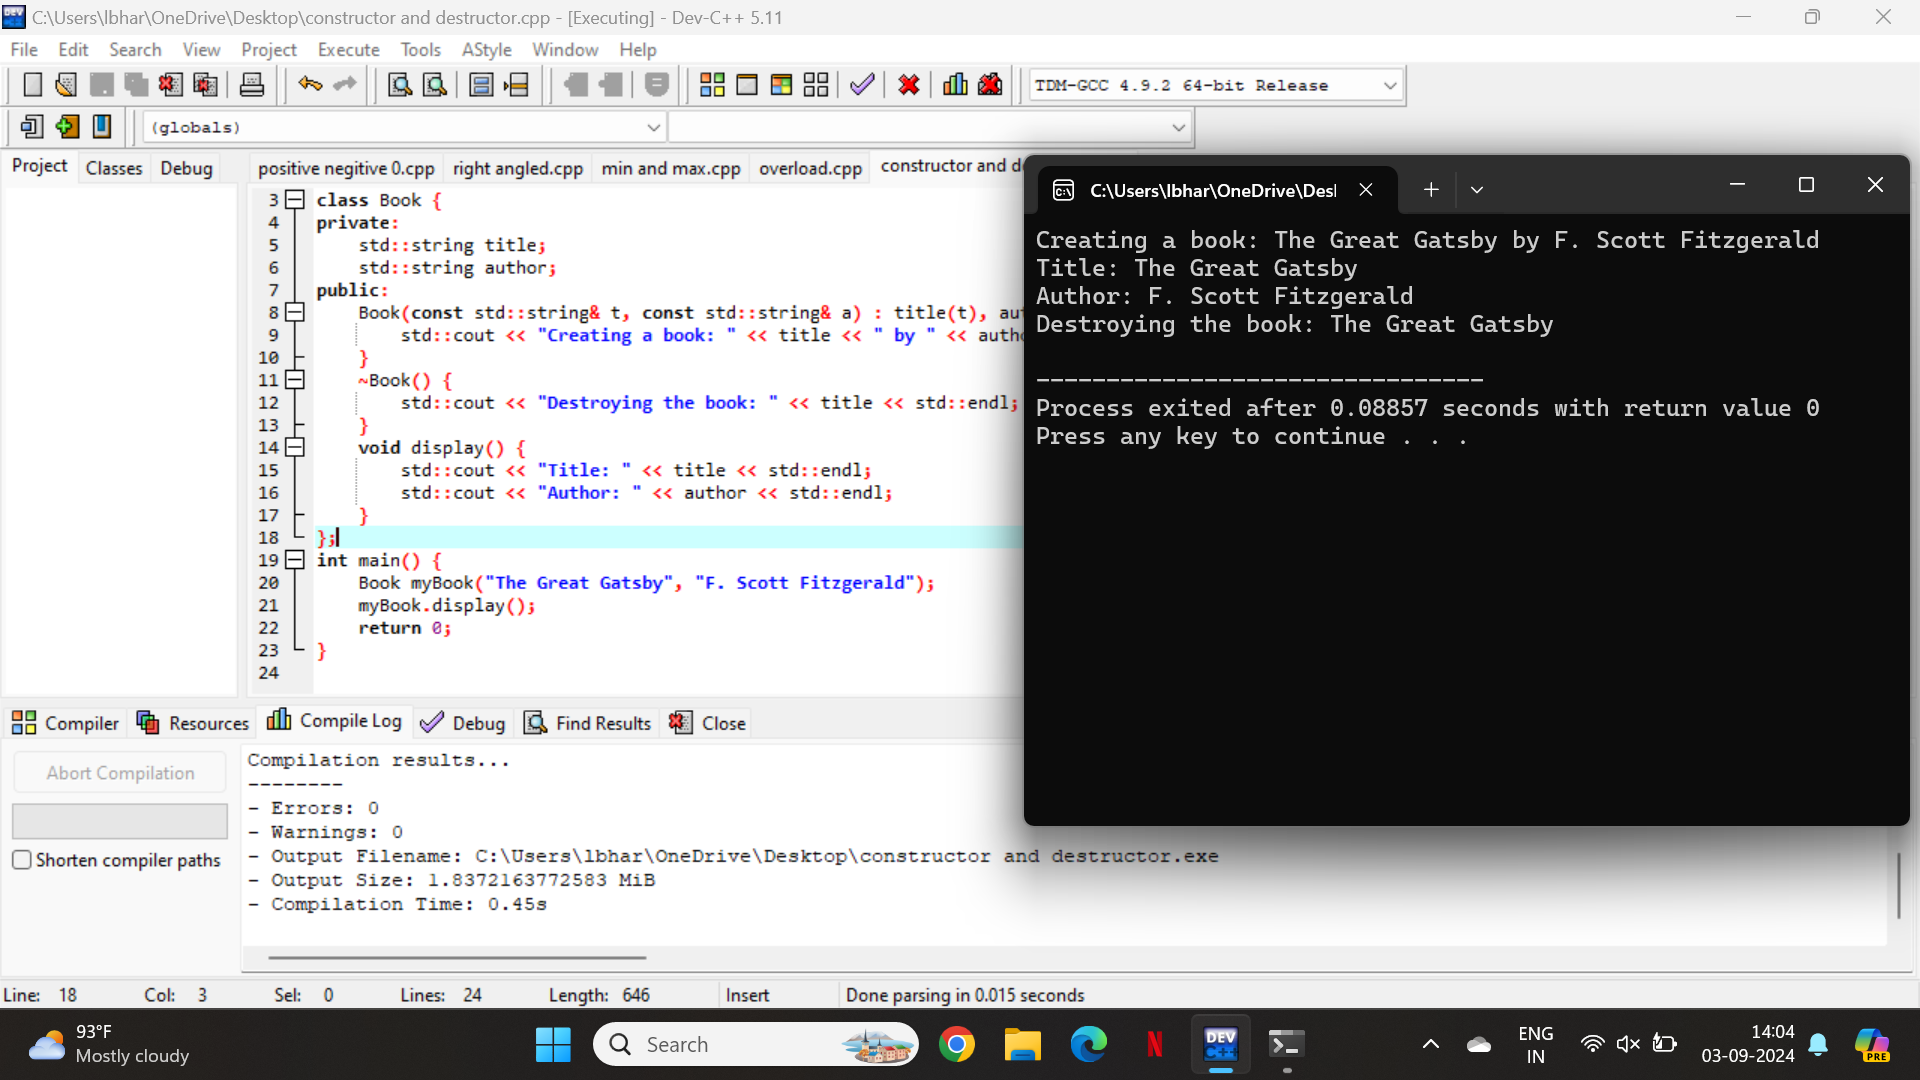 C:\Users\lbhar\OneDrive\Desktop\constructor and destructor.cpp - [Executing] - Dev-C++ 5.11
File Edit Search View Project Execute Tools AStyle Window Help
TDM-GCC 4.9.2 64-bit Release
(globals)
Project Classes Debug
positive negitive 0.cpp right angled.cpp min and max.cpp overload.cpp constructor and
3 class Book {
4 private:
5 std::string title;
6 std::string author;
7 public:
8 Book(const std::string& t, const std::string& a) : title(t),
9 std::cout << "Creating a book: " << title << " by " <<
10 }
11 ~Book() {
12 std::cout << "Destroying the book: " << title << std::endl;
13 }
14 void display() {
15 std::cout << "Title: " << title << std::endl;
16 std::cout << "Author: " << author << std::endl;
17 }
18 };
19 int main() {
20 Book myBook("The Great Gatsby", "F. Scott Fitzgerald");
21 myBook.display();
22 return 0;
23 }
24
C:\Users\lbhar\OneDrive\Des
Creating a book: The Great Gatsby by F. Scott Fitzgerald
Title: The Great Gatsby
Author: F. Scott Fitzgerald
Destroying the book: The Great Gatsby
--------------------------------
Process exited after 0.08857 seconds with return value 0
Press any key to continue . . .
Compiler Resources Compile Log Debug Find Results Close
Abort Compilation
Shorten compiler paths
Compilation results...
--------
- Errors: 0
- Warnings: 0
- Output Filename: C:\Users\lbhar\OneDrive\Desktop\constructor and destructor.exe
- Output Size: 1.8372163772583 MiB
- Compilation Time: 0.45s
Line: 18 Col: 3 Sel: 0 Lines: 24 Length: 646 Insert Done parsing in 0.015 seconds
93°F
Mostly cloudy
Search
DEV
C++
ENG
IN
14:04
03-09-2024
PRE